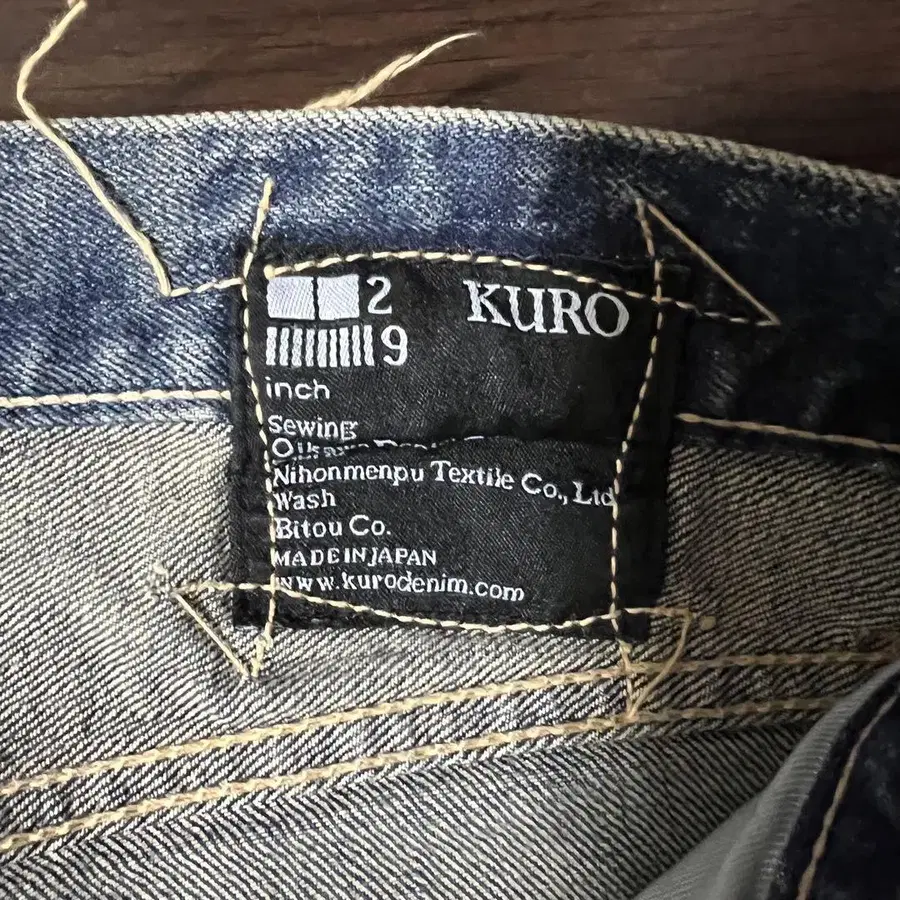 2 KURO
9
inch
Sewing
Nihonmenpu Textile Co., Ltd
Wash
Bitou Co.
MADE IN JAPAN
www.kurodenim.com